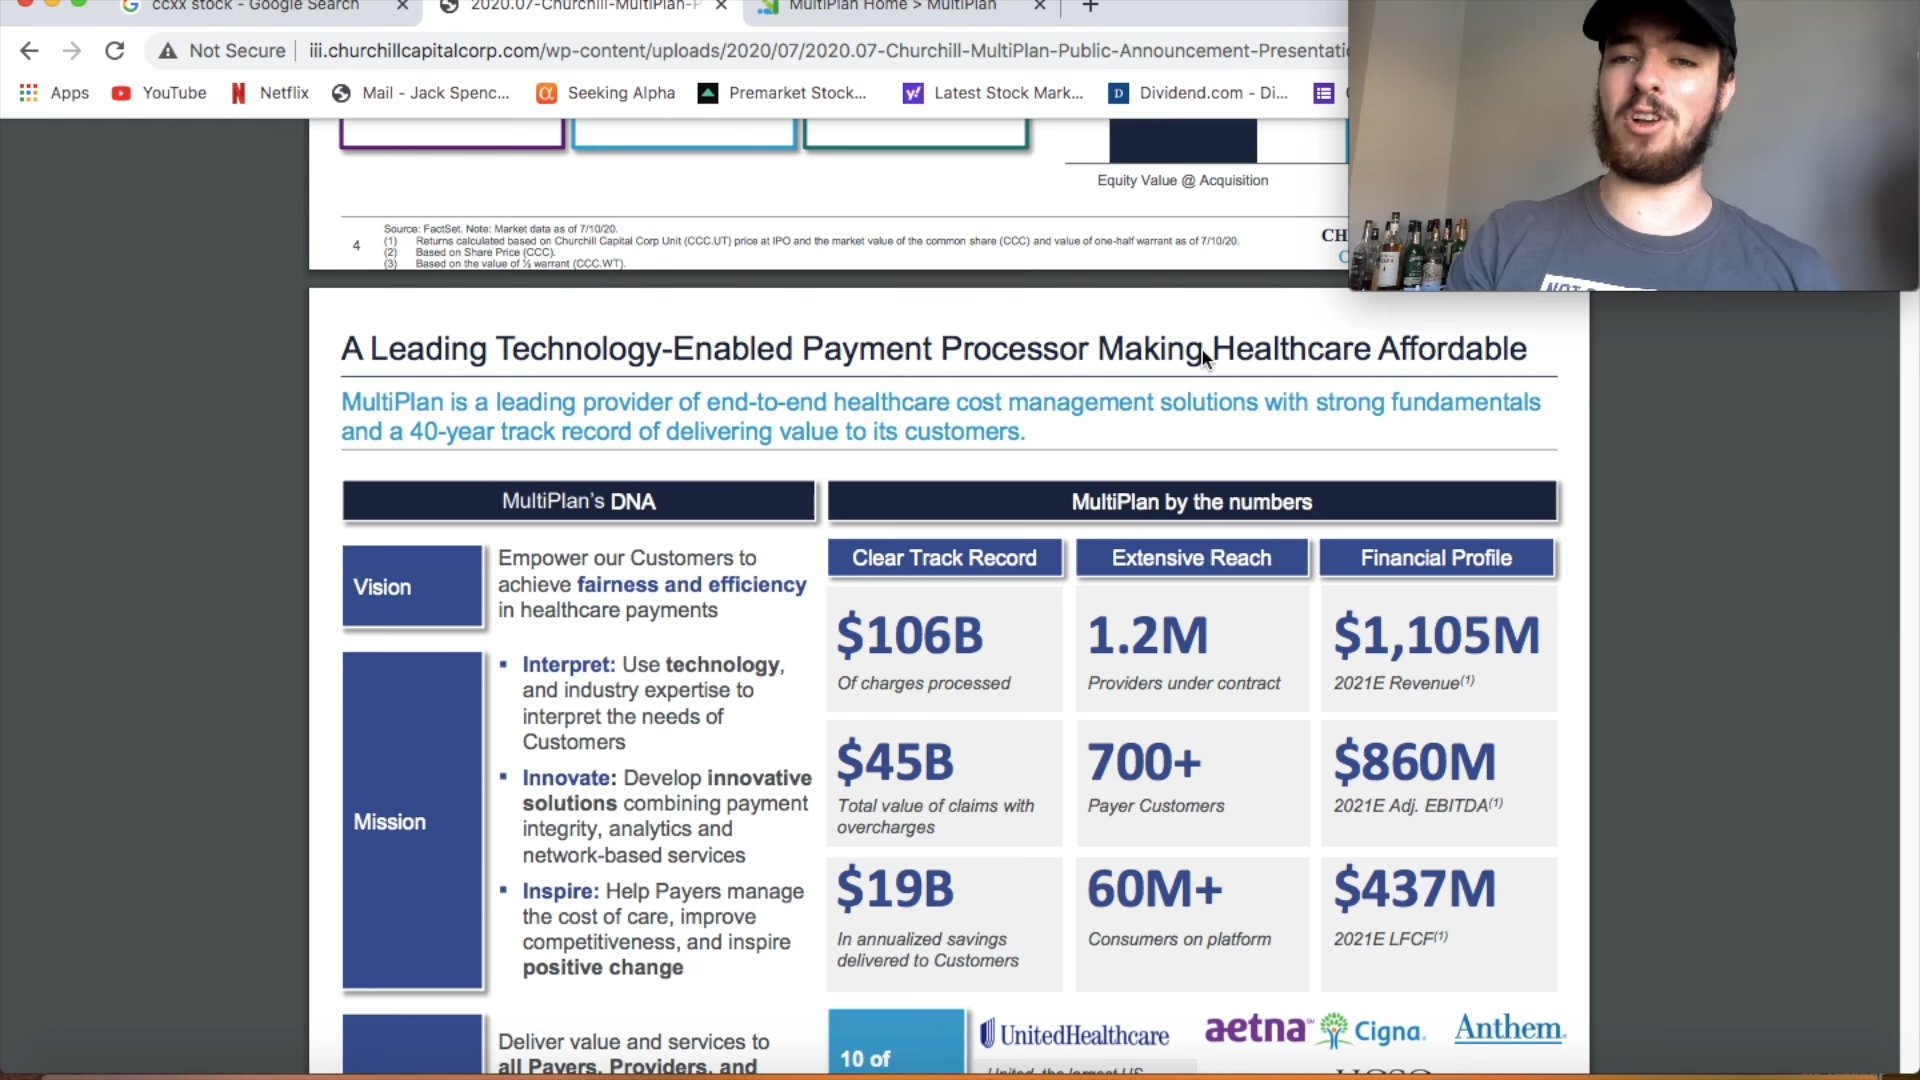 ccxx stock - Google Search
2020.07-Churchill-MultiPlan-P
MultiPlan Home > MultiPlan
Not Secure iii.churchillcapitalcorp.com/wp-content/uploads/2020/07/2020.07-Churchill-MultiPlan-Public-Announcement-Presentatio
Apps YouTube Netflix Mail - Jack Spenc... Seeking Alpha Premarket Stock... Latest Stock Mark... Dividend.com - Di...
Equity Value @ Acquisition
4
Source: FactSet. Note: Market data as of 7/10/20.
(1) Returns calculated based on Churchill Capital Corp Unit (CCC.UT) price at IPO and the market value of the common share (CCC) and value of one-half warrant as of 7/10/20.
(2) Based on Share Price (CCC).
(3) Based on the value of ½ warrant (CCC.WT).
CH
NOT
A Leading Technology-Enabled Payment Processor Making Healthcare Affordable
MultiPlan is a leading provider of end-to-end healthcare cost management solutions with strong fundamentals
and a 40-year track record of delivering value to its customers.
MultiPlan's DNA
Vision
Empower our Customers to
achieve fairness and efficiency
in healthcare payments
Mission
▪ Interpret: Use technology,
and industry expertise to
interpret the needs of
Customers
▪ Innovate: Develop innovative
solutions combining payment
integrity, analytics and
network-based services
▪ Inspire: Help Payers manage
the cost of care, improve
competitiveness, and inspire
positive change
Deliver value and services to
all Payers, Providers, and
MultiPlan by the numbers
Clear Track Record
$106B
Of charges processed
$45B
Total value of claims with
overcharges
$19B
In annualized savings
delivered to Customers
Extensive Reach
1.2M
Providers under contract
700+
Payer Customers
60M+
Consumers on platform
Financial Profile
$1,105M
2021E Revenue(1)
$860M
2021E Adj. EBITDA(1)
$437M
2021E LFCF(1)
10 of
UnitedHealthcare
aetna
Cigna.
Anthem.
United, the largest US